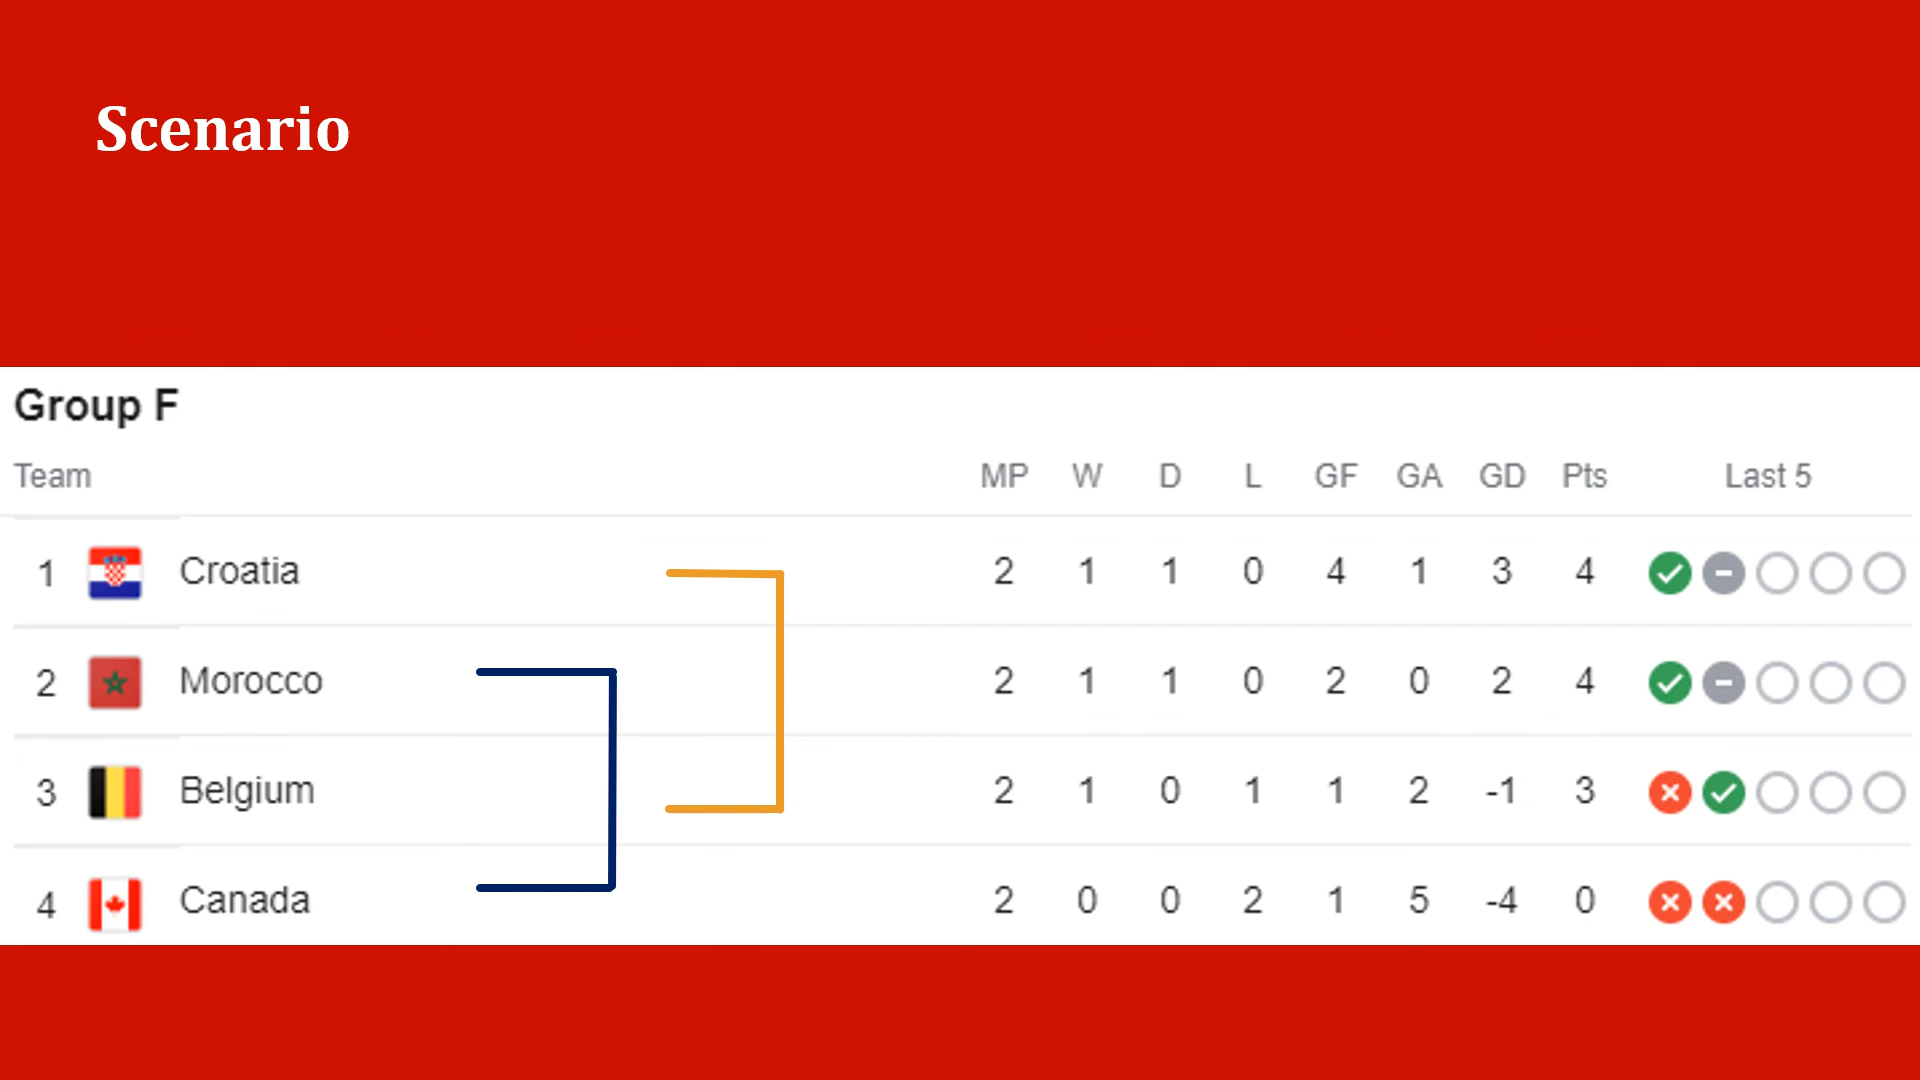 Scenario
Group F
Team MP W D L GF GA GD Pts Last 5
1 Croatia 2 1 1 0 4 1 3 4
2 Morocco 2 1 1 0 2 0 2 4
3 Belgium 2 1 0 1 1 2 -1 3
4 Canada 2 0 0 2 1 5 -4 0